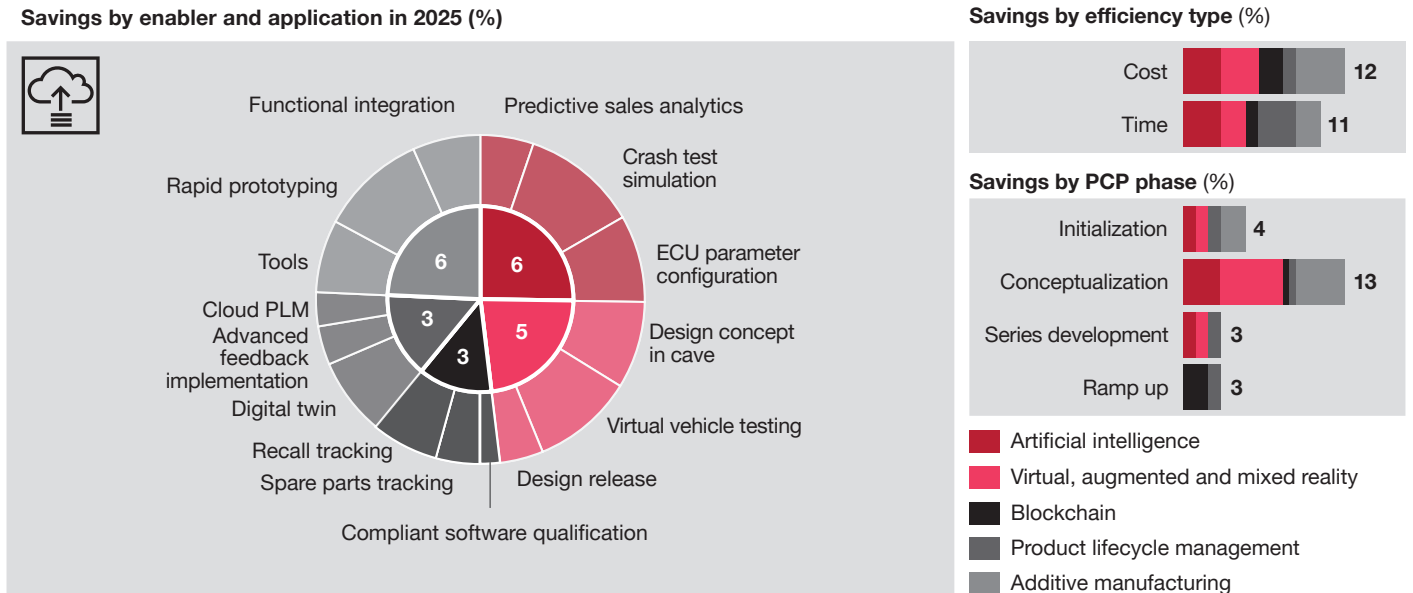 Savings by enabler and application in 2025 (%)
Functional integration
Predictive sales analytics
Rapid prototyping
Crash test
simulation
Tools
ECU parameter
configuration
Cloud PLM
Advanced
feedback
implementation
Design concept
in cave
Digital twin
Virtual vehicle testing
Recall tracking
Spare parts tracking
Design release
Compliant software qualification
6
6
3
5
3
Savings by efficiency type (%)
Cost 12
Time 11
Savings by PCP phase (%)
Initialization 4
Conceptualization 13
Series development 3
Ramp up 3
Artificial intelligence
Virtual, augmented and mixed reality
Blockchain
Product lifecycle management
Additive manufacturing